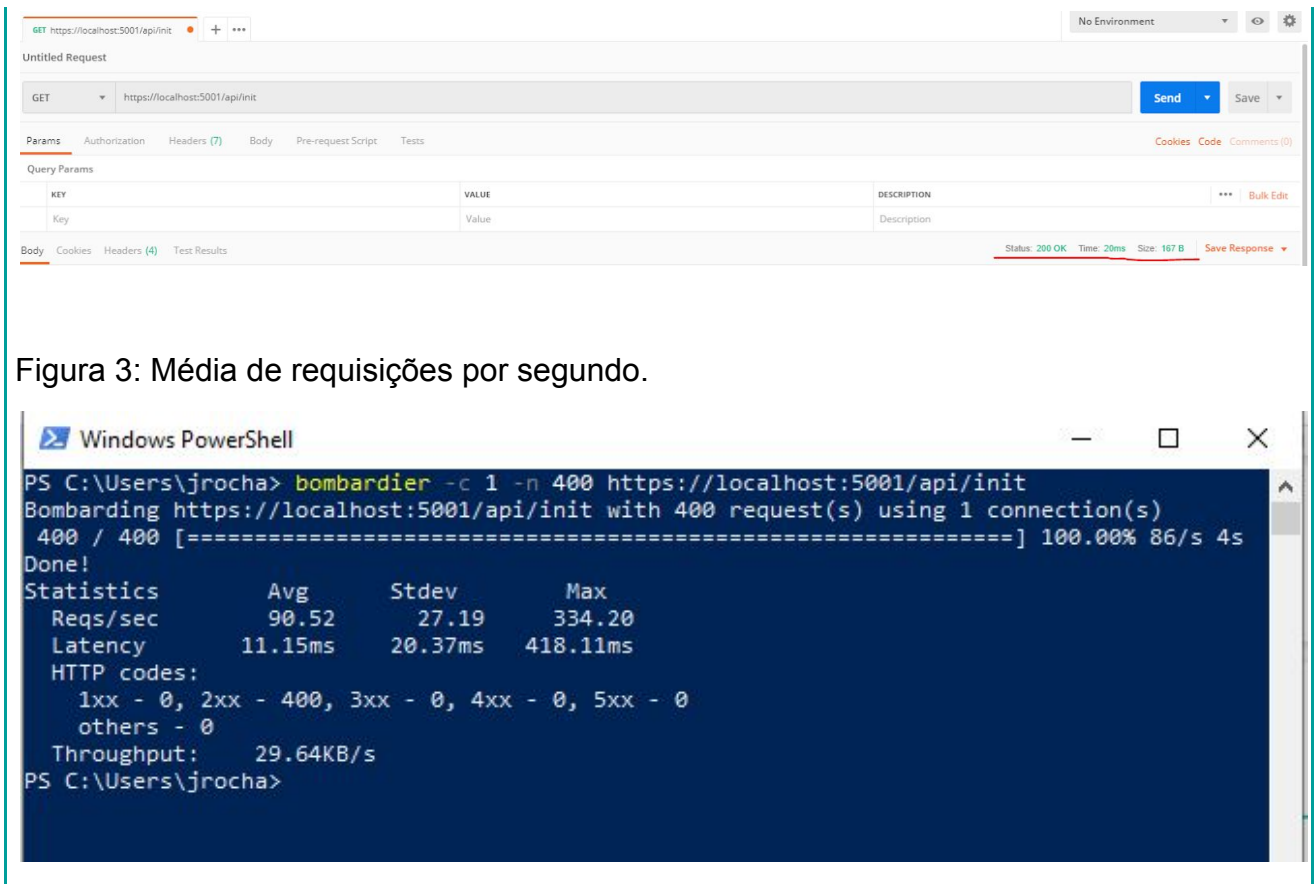 GET https://localhost:5001/api/init + •••
No Environment
Untitled Request
GET https://localhost:5001/api/init Send Save
Params Authorization Headers (7) Body Pre-request Script Tests Cookies Code Comments (0)
Query Params
KEY VALUE DESCRIPTION ••• Bulk Edit
Key Value Description
Body Cookies Headers (4) Test Results Status: 200 OK Time: 20ms Size: 167 B Save Response
Figura 3: Média de requisições por segundo.
Windows PowerShell
PS C:\Users\jrocha> bombardier -c 1 -n 400 https://localhost:5001/api/init
Bombarding https://localhost:5001/api/init with 400 request(s) using 1 connection(s)
400 / 400 [=============================================================] 100.00% 86/s 4s
Done!
Statistics Avg Stdev Max
Reqs/sec 90.52 27.19 334.20
Latency 11.15ms 20.37ms 418.11ms
HTTP codes:
1xx - 0, 2xx - 400, 3xx - 0, 4xx - 0, 5xx - 0
others - 0
Throughput: 29.64KB/s
PS C:\Users\jrocha>